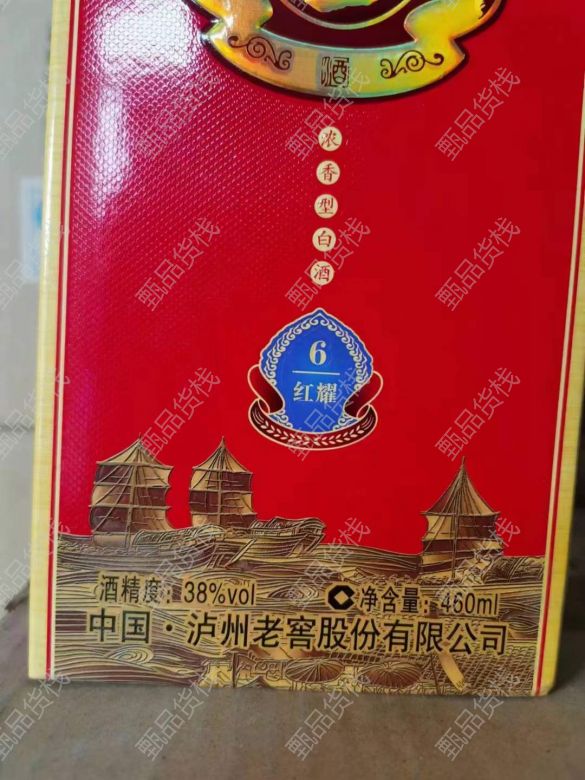 酒
浓香型白酒
6
红耀
酒精度：38%vol
净含量：460ml
中国·泸州老窖股份有限公司
甄品货栈